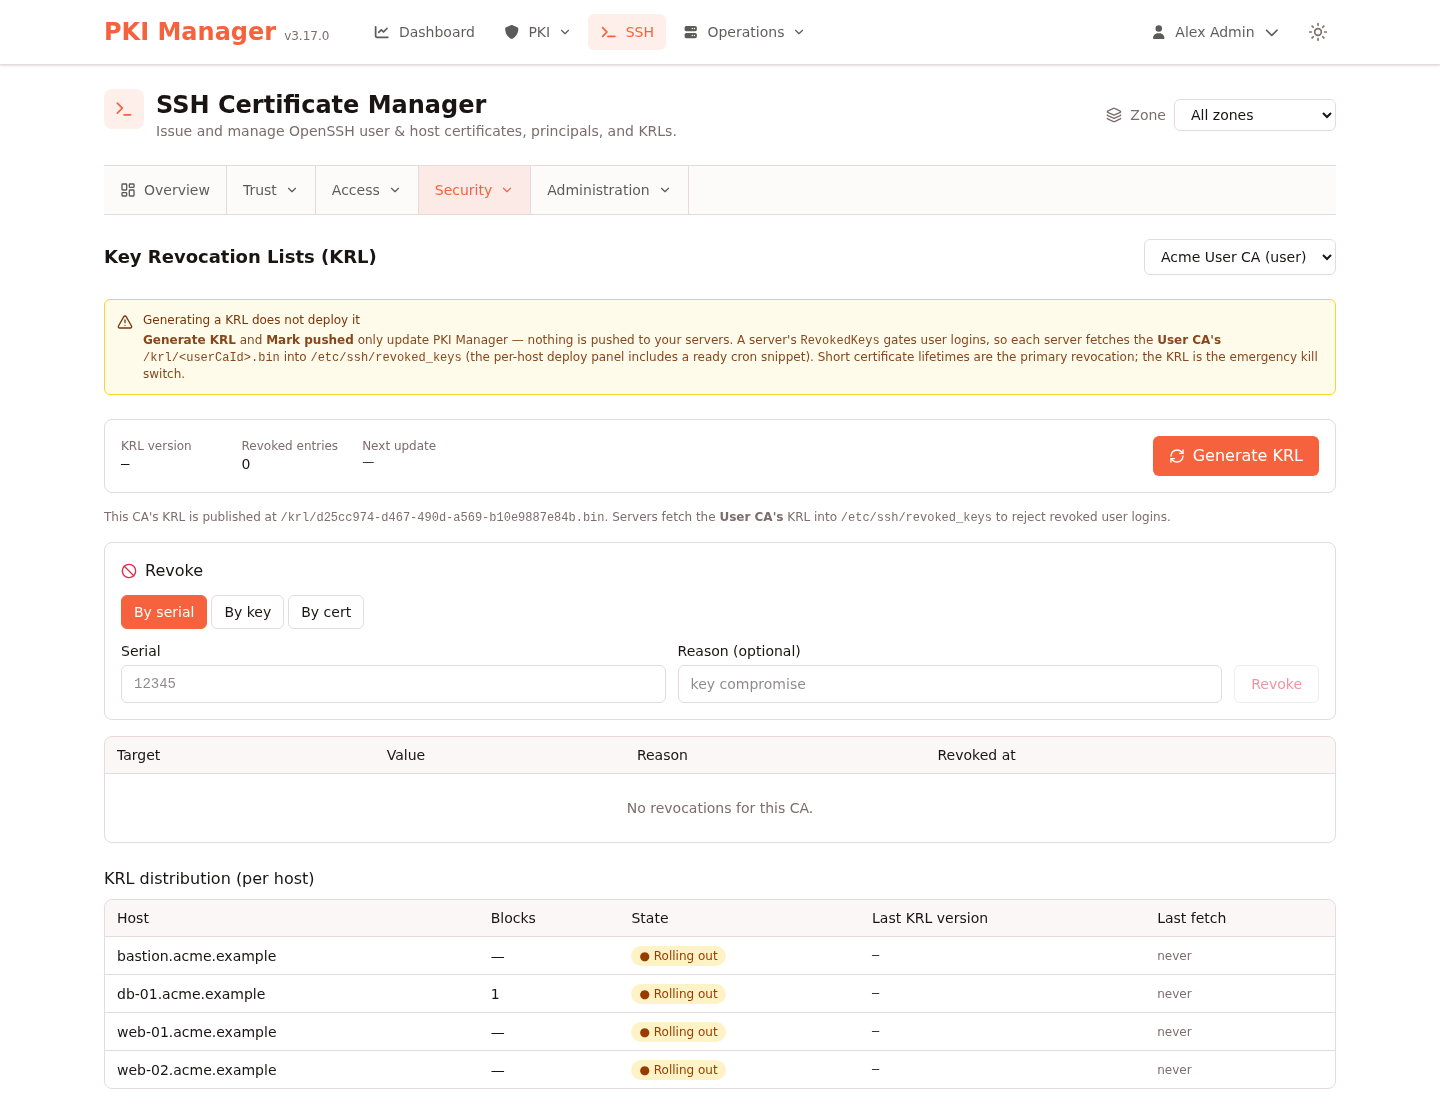 PKI Manager v3.17.0 Dashboard PKI SSH Operations Alex Admin
SSH Certificate Manager
Issue and manage OpenSSH user & host certificates, principals, and KRLs.
Zone All zones
Overview Trust Access Security Administration
Key Revocation Lists (KRL)
Acme User CA (user)
Generating a KRL does not deploy it
Generate KRL and Mark pushed only update PKI Manager — nothing is pushed to your servers. A server's RevokedKeys gates user logins, so each server fetches the User CA's
/krl/<userCaId>.bin into /etc/ssh/revoked_keys (the per-host deploy panel includes a ready cron snippet). Short certificate lifetimes are the primary revocation; the KRL is the emergency kill
switch.
KRL version Revoked entries Next update
— 0 —
Generate KRL
This CA's KRL is published at /krl/d25cc974-d467-490d-a569-b10e9887e84b.bin. Servers fetch the User CA's KRL into /etc/ssh/revoked_keys to reject revoked user logins.
Revoke
By serial By key By cert
Serial Reason (optional)
12345 key compromise Revoke
Target Value Reason Revoked at
No revocations for this CA.
KRL distribution (per host)
Host Blocks State Last KRL version Last fetch
bastion.acme.example — Rolling out — never
db-01.acme.example 1 Rolling out — never
web-01.acme.example — Rolling out — never
web-02.acme.example — Rolling out — never